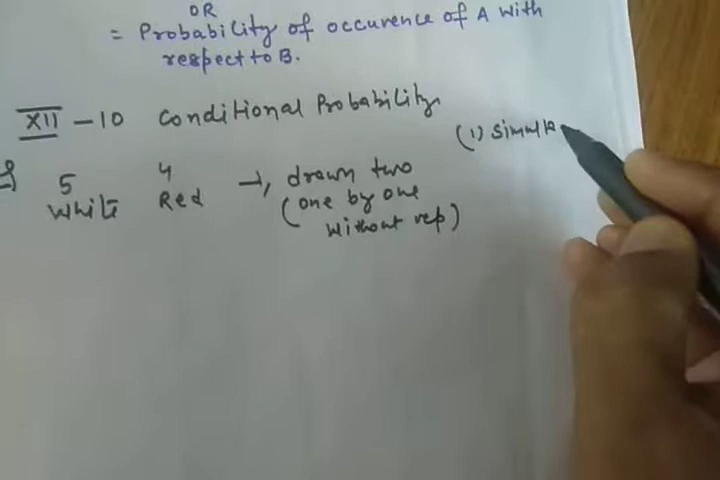 OR
= Probability of occurence of A with
respect to B.
XII - 10 Conditional Probability
(1) simul
5 4 → drawn two
White Red (one by one
without rep)